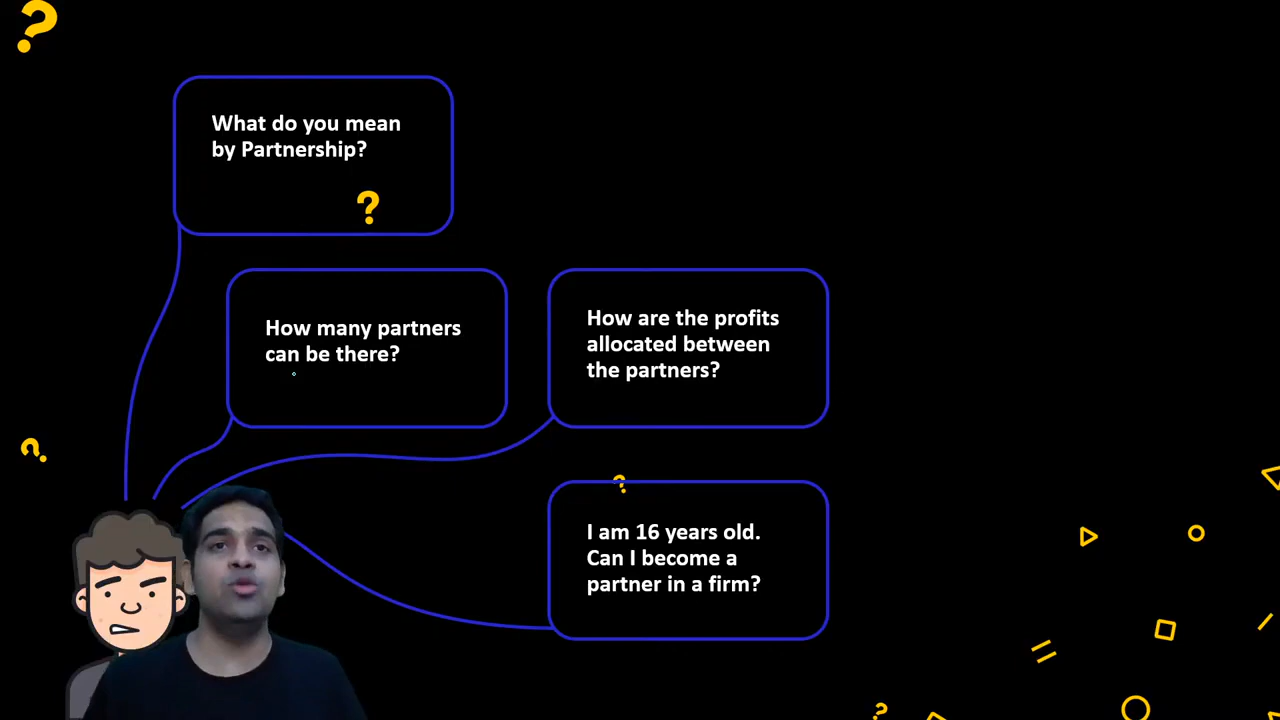 What do you mean
by Partnership?
How many partners
can be there?
How are the profits
allocated between
the partners?
I am 16 years old.
Can I become a
partner in a firm?